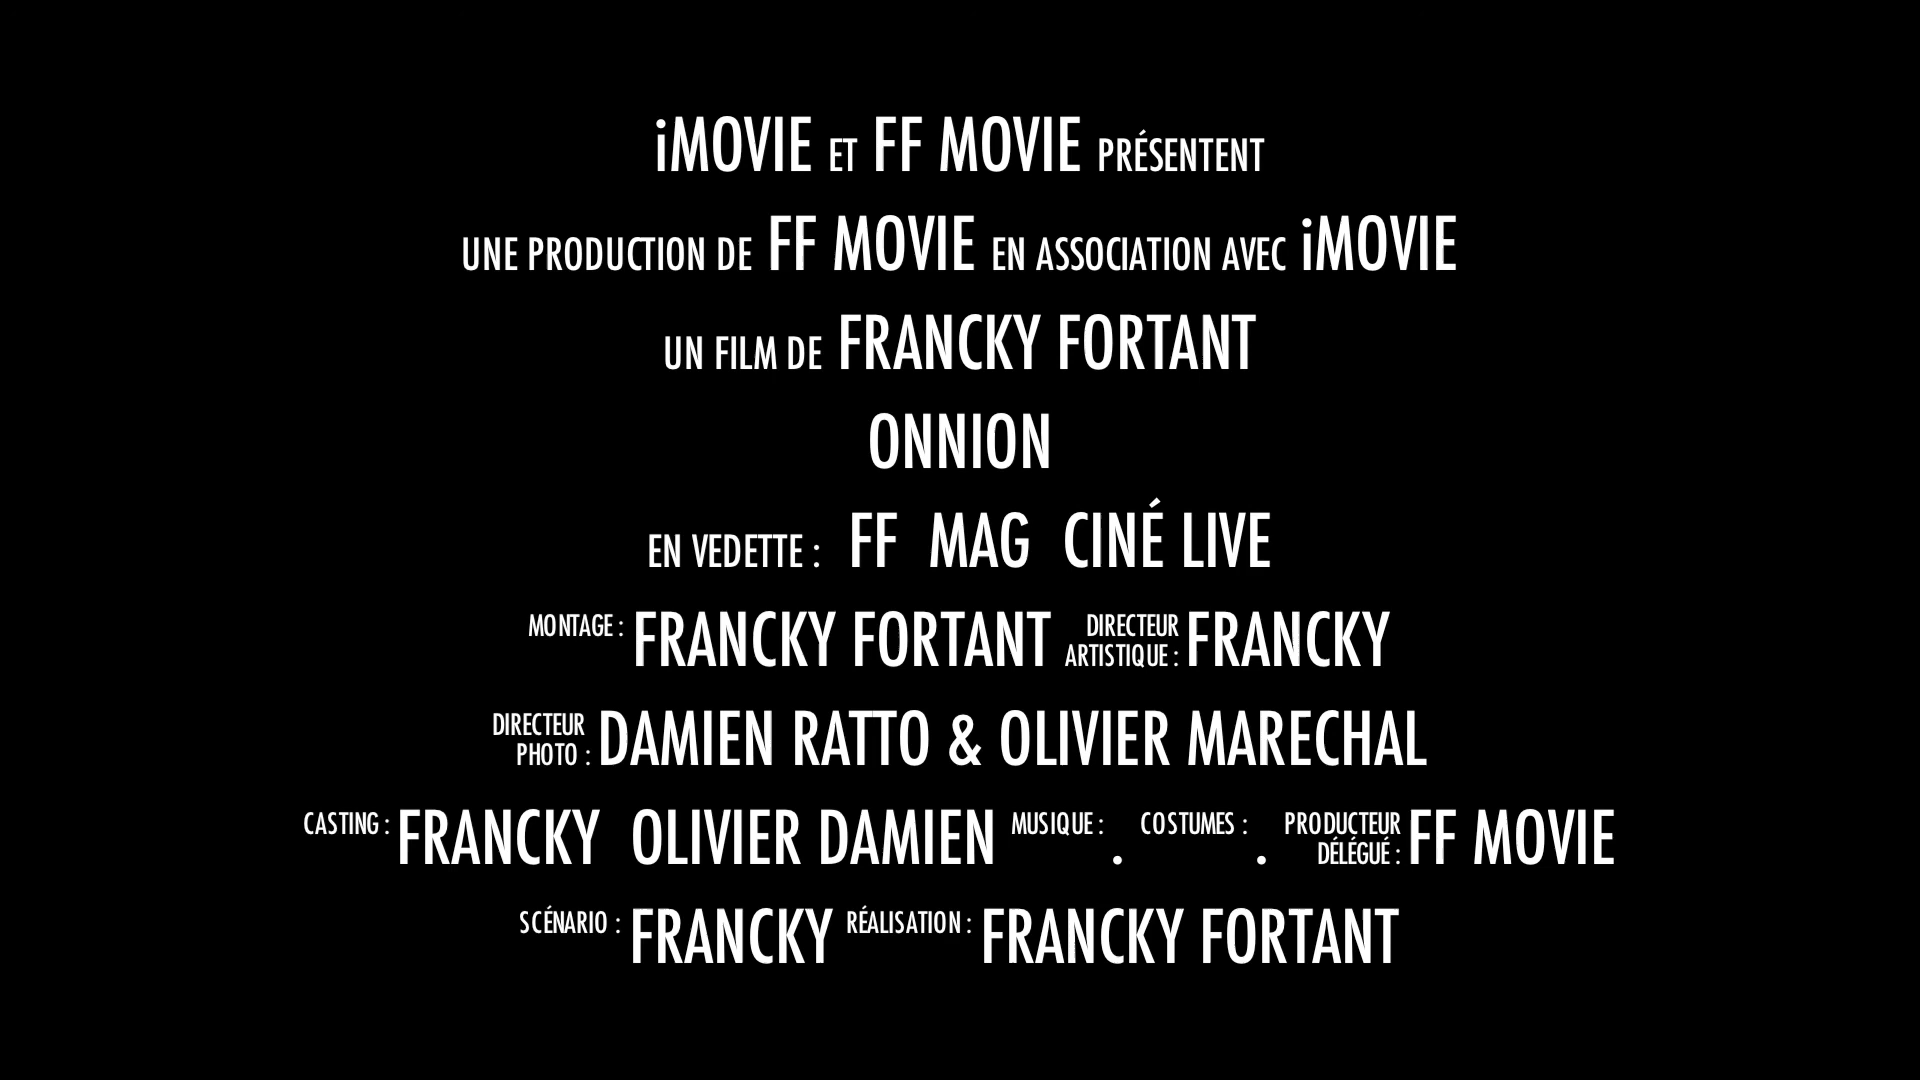 iMOVIE ET FF MOVIE PRÉSENTENT
UNE PRODUCTION DE FF MOVIE EN ASSOCIATION AVEC iMOVIE
UN FILM DE FRANCKY FORTANT
ONNION
EN VEDETTE : FF MAG CINÉ LIVE
MONTAGE : FRANCKY FORTANT DIRECTEUR ARTISTIQUE : FRANCKY
DIRECTEUR PHOTO : DAMIEN RATTO & OLIVIER MARECHAL
CASTING : FRANCKY OLIVIER DAMIEN MUSIQUE : . COSTUMES : . PRODUCTEUR DÉLÉGUÉ : FF MOVIE
SCÉNARIO : FRANCKY RÉALISATION : FRANCKY FORTANT